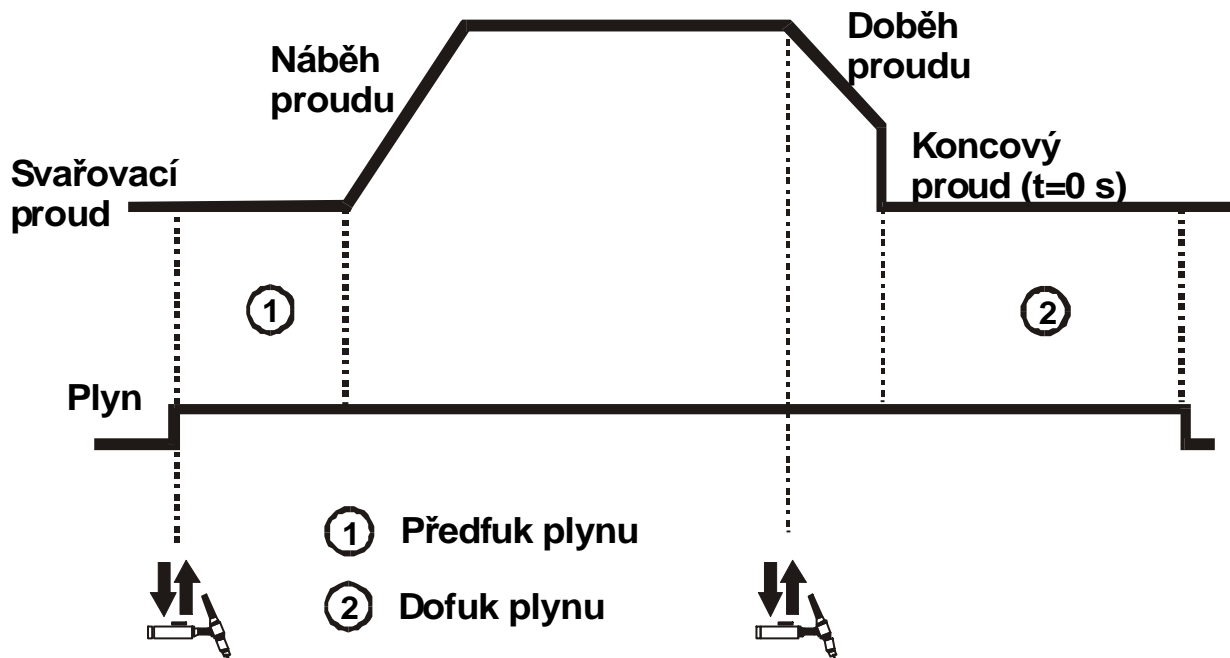 Doběh
proudu
Náběh
proudu
Koncový
proud (t=0 s)
Svařovací
proud
1
2
Plyn
1 Předfuk plynu
2 Dofuk plynu